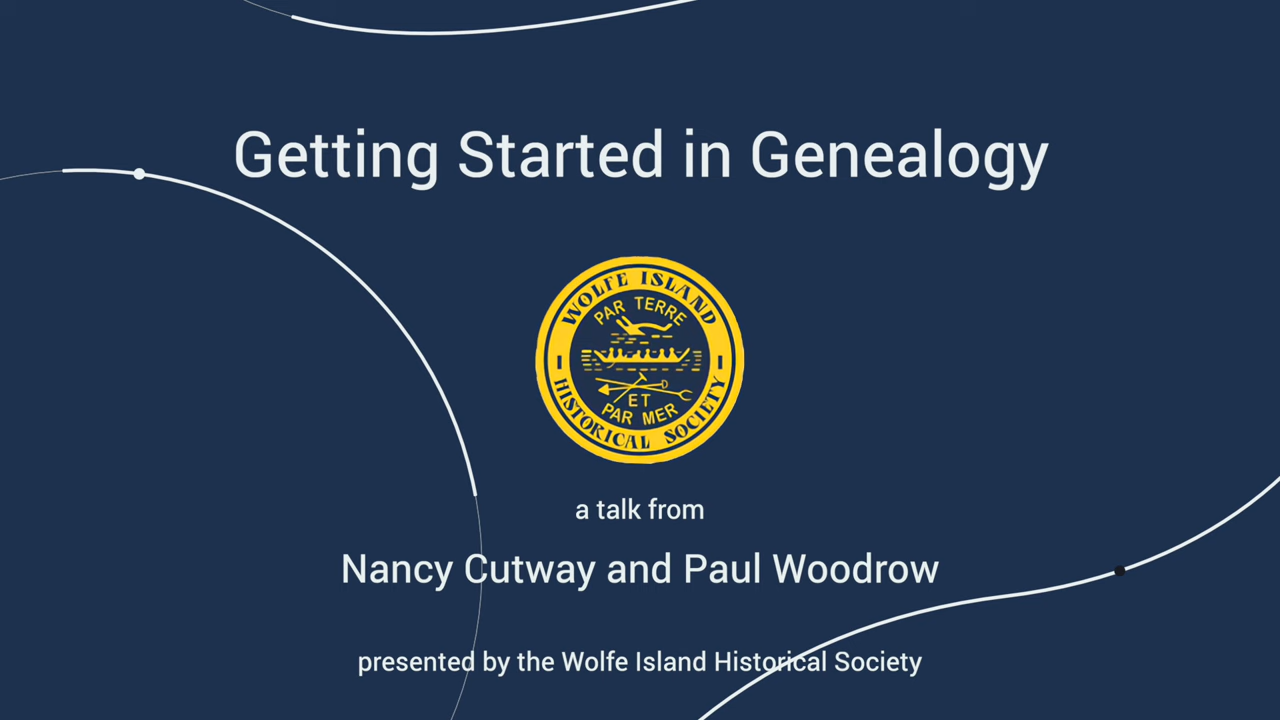 Getting Started in Genealogy
WOLFE ISLAND
PAR TERRE
ET
PAR MER
HISTORICAL SOCIETY
a talk from
Nancy Cutway and Paul Woodrow
presented by the Wolfe Island Historical Society